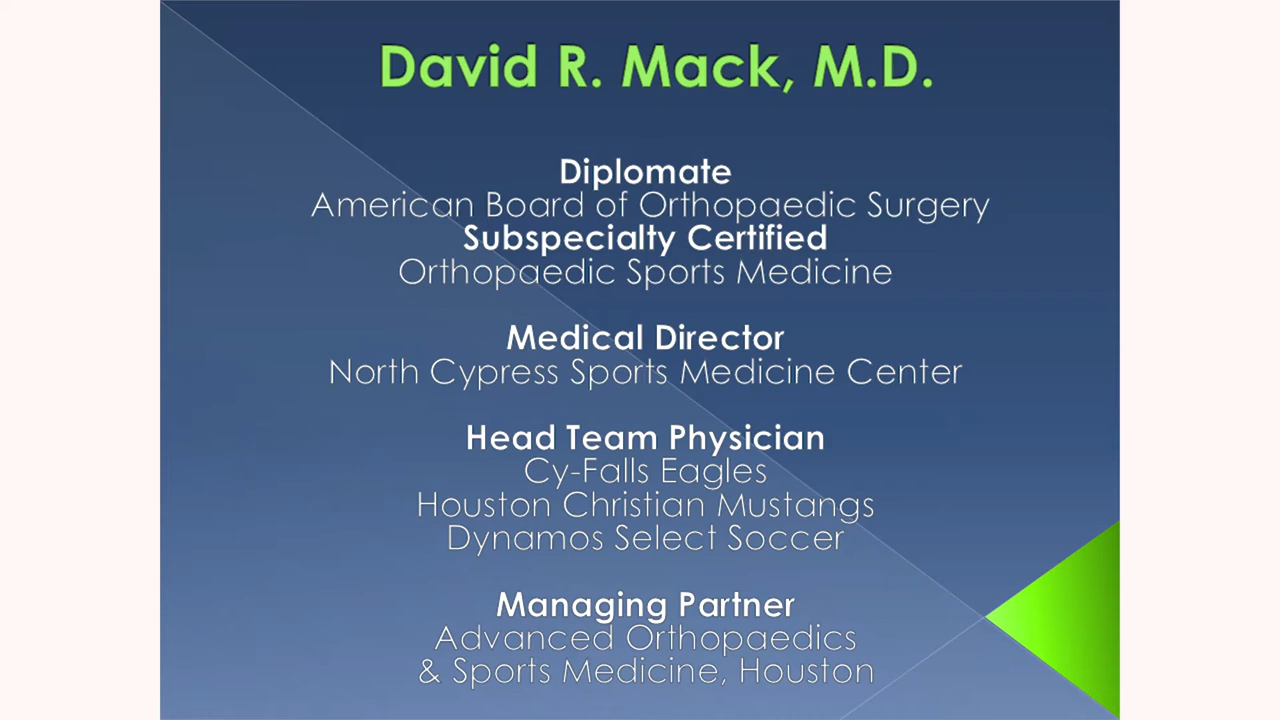 David R. Mack, M.D.
Diplomate
American Board of Orthopaedic Surgery
Subspecialty Certified
Orthopaedic Sports Medicine
Medical Director
North Cypress Sports Medicine Center
Head Team Physician
Cy-Falls Eagles
Houston Christian Mustangs
Dynamos Select Soccer
Managing Partner
Advanced Orthopaedics
& Sports Medicine, Houston